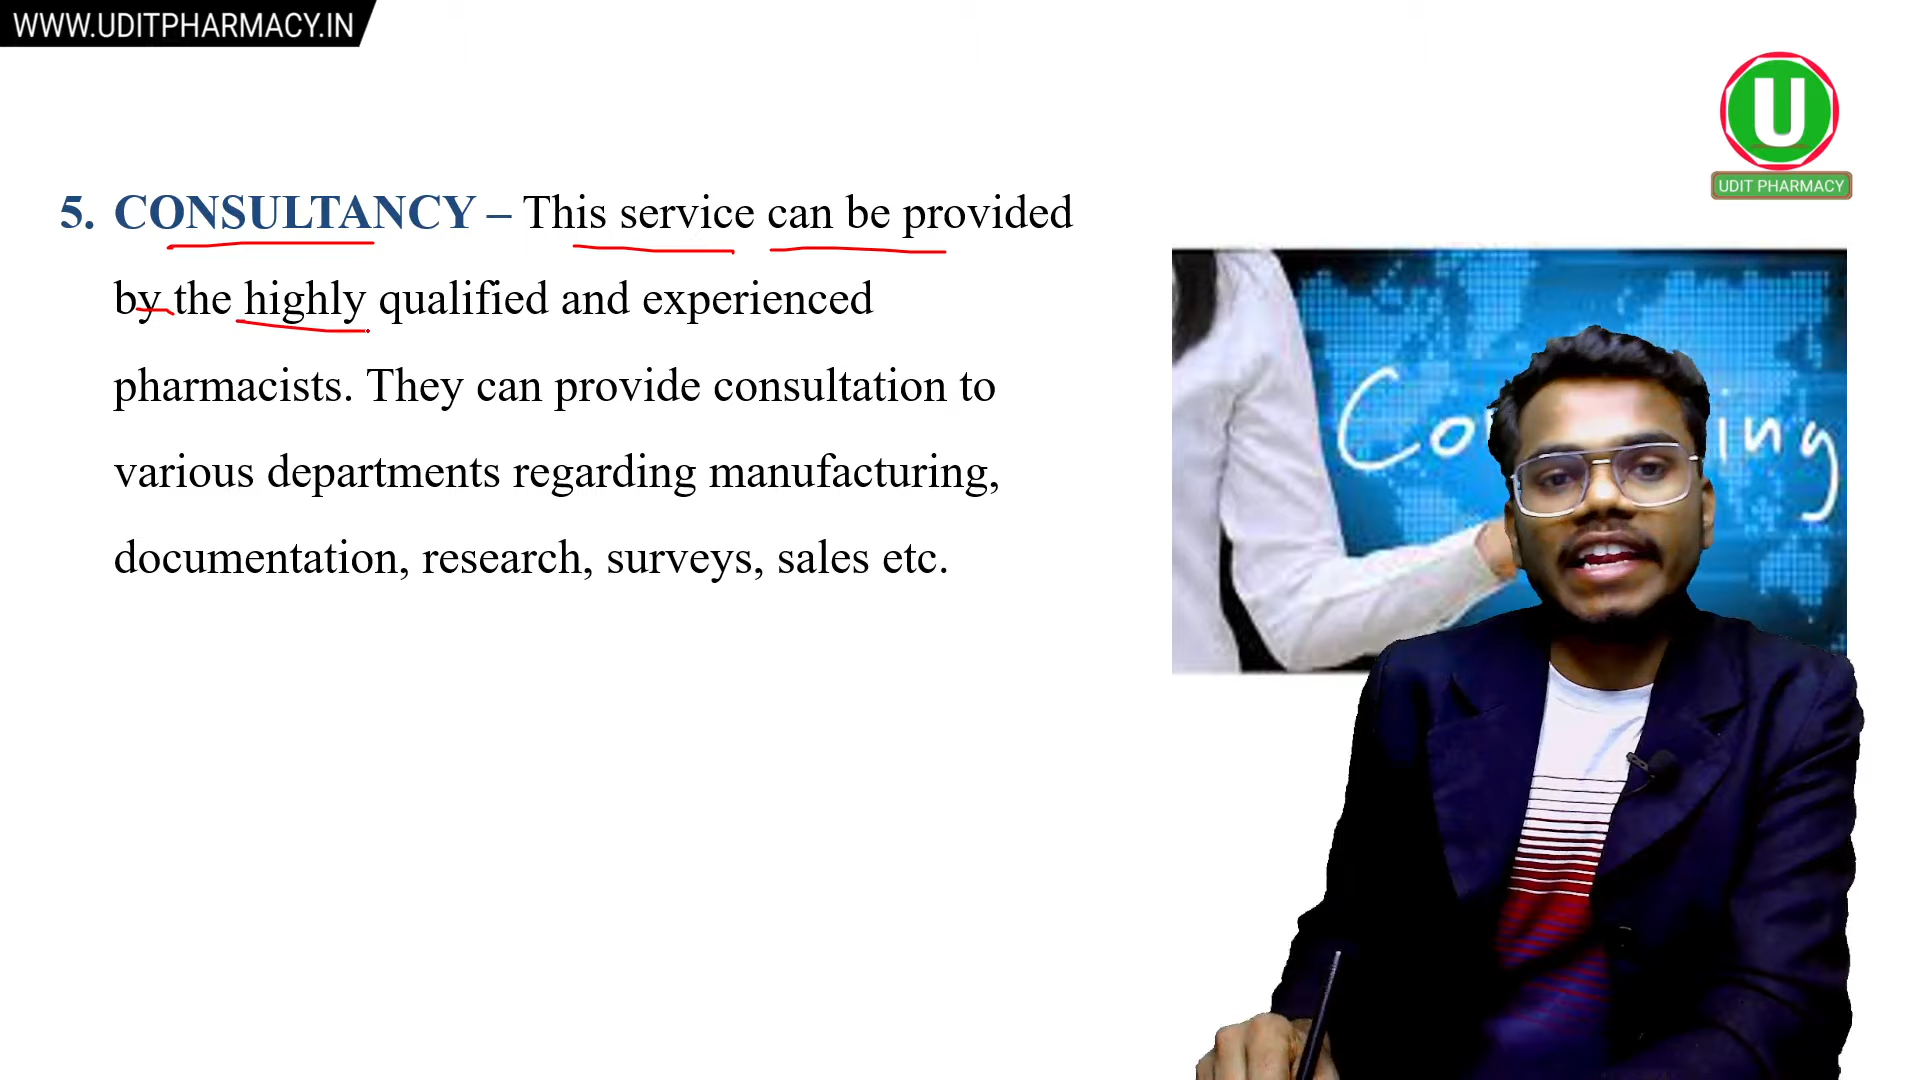 WWW.UDITPHARMACY.IN
U
UDIT PHARMACY
5. CONSULTANCY – This service can be provided
by the highly qualified and experienced
pharmacists. They can provide consultation to
various departments regarding manufacturing,
documentation, research, surveys, sales etc.